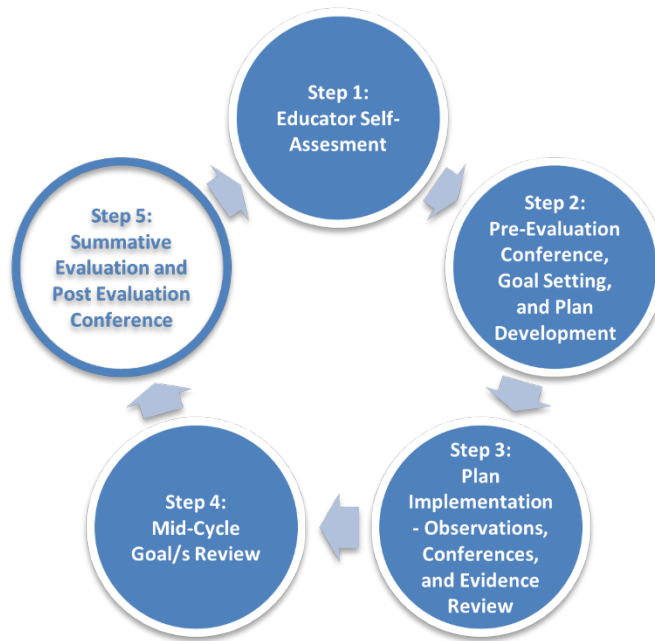 Step 1:
Educator Self-
Assesment
Step 2:
Pre-Evaluation
Conference,
Goal Setting,
and Plan
Development
Step 3:
Plan
Implementation
- Observations,
Conferences,
and Evidence
Review
Step 4:
Mid-Cycle
Goal/s Review
Step 5:
Summative
Evaluation and
Post Evaluation
Conference